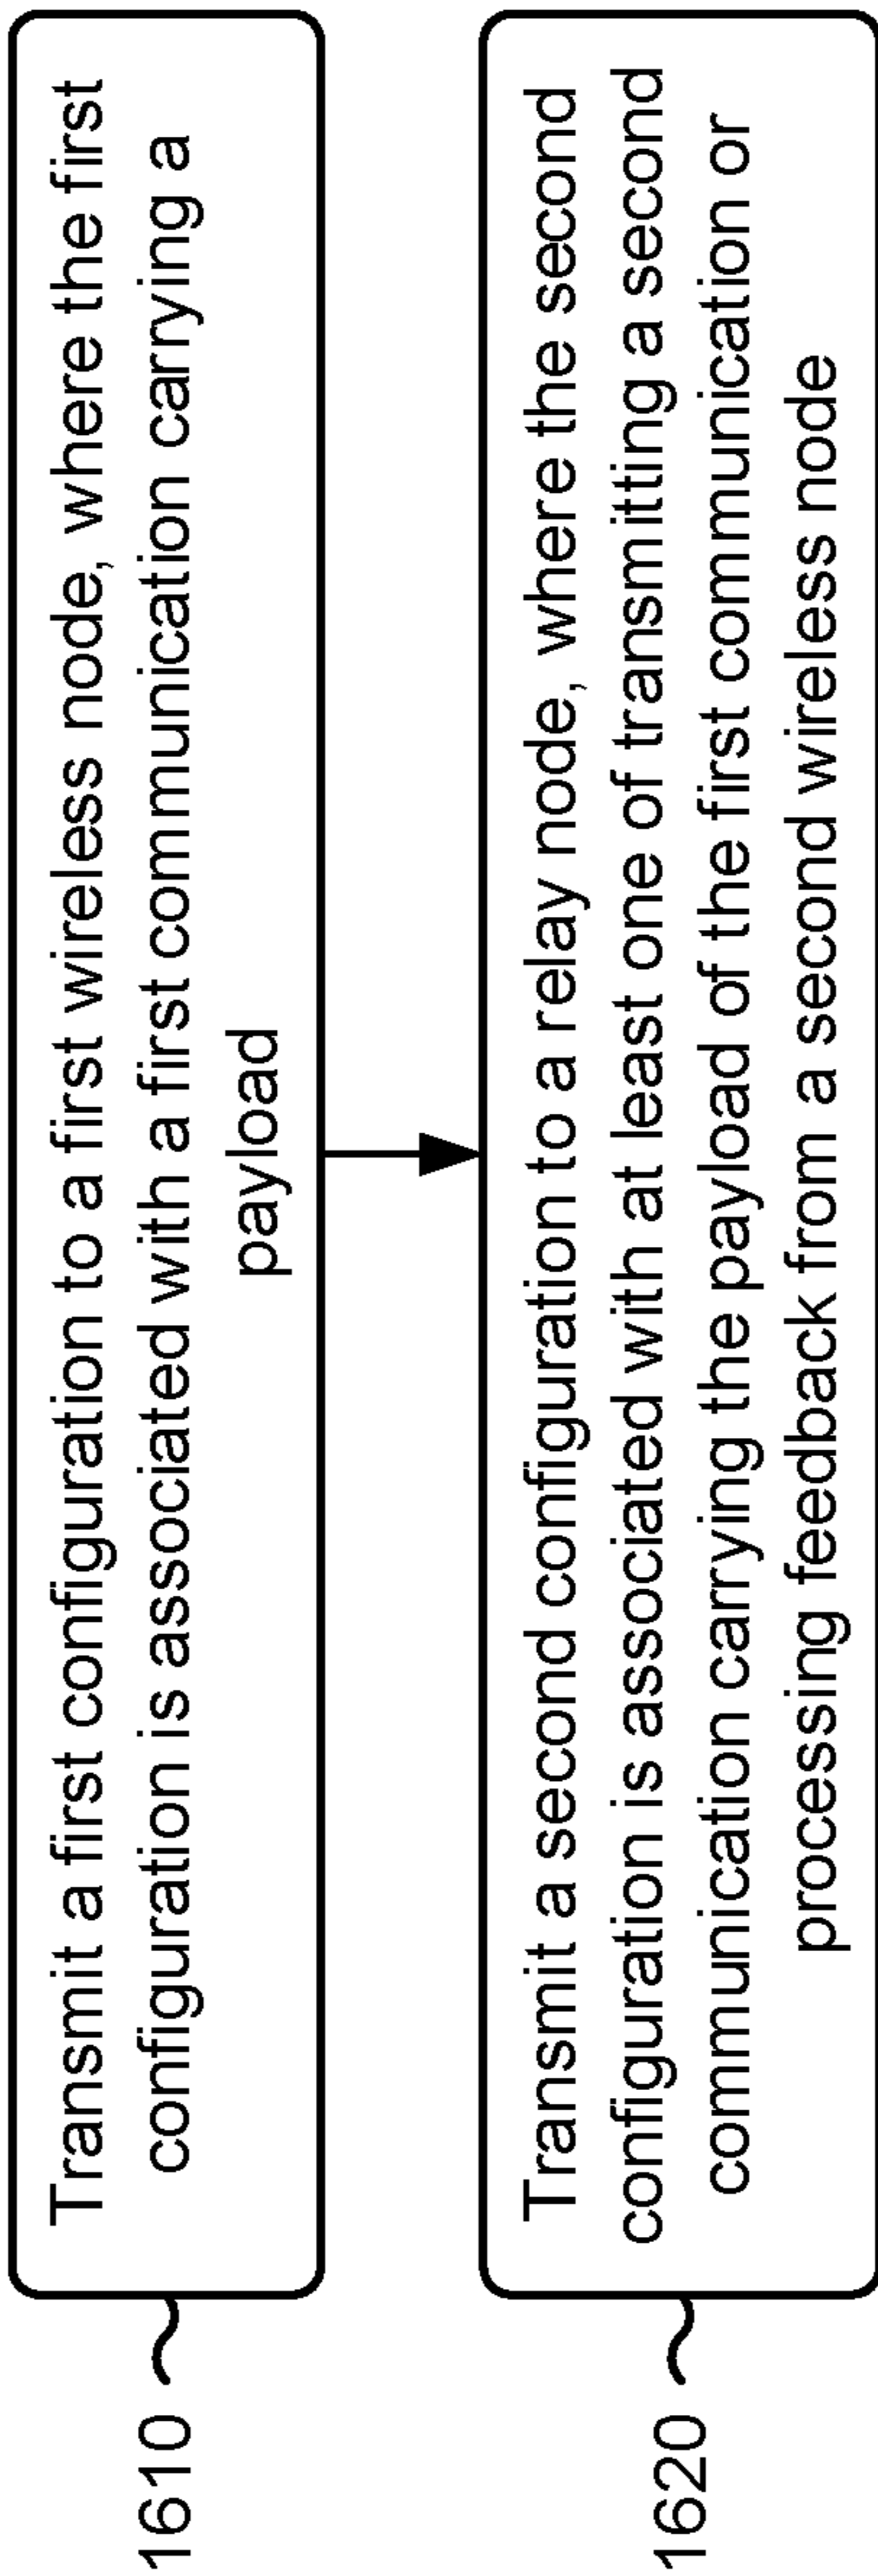 1610
Transmit a first configuration to a first wireless node, where the first
configuration is associated with a first communication carrying a
payload
1620
Transmit a second configuration to a relay node, where the second
configuration is associated with at least one of transmitting a second
communication carrying the payload of the first communication or
processing feedback from a second wireless node